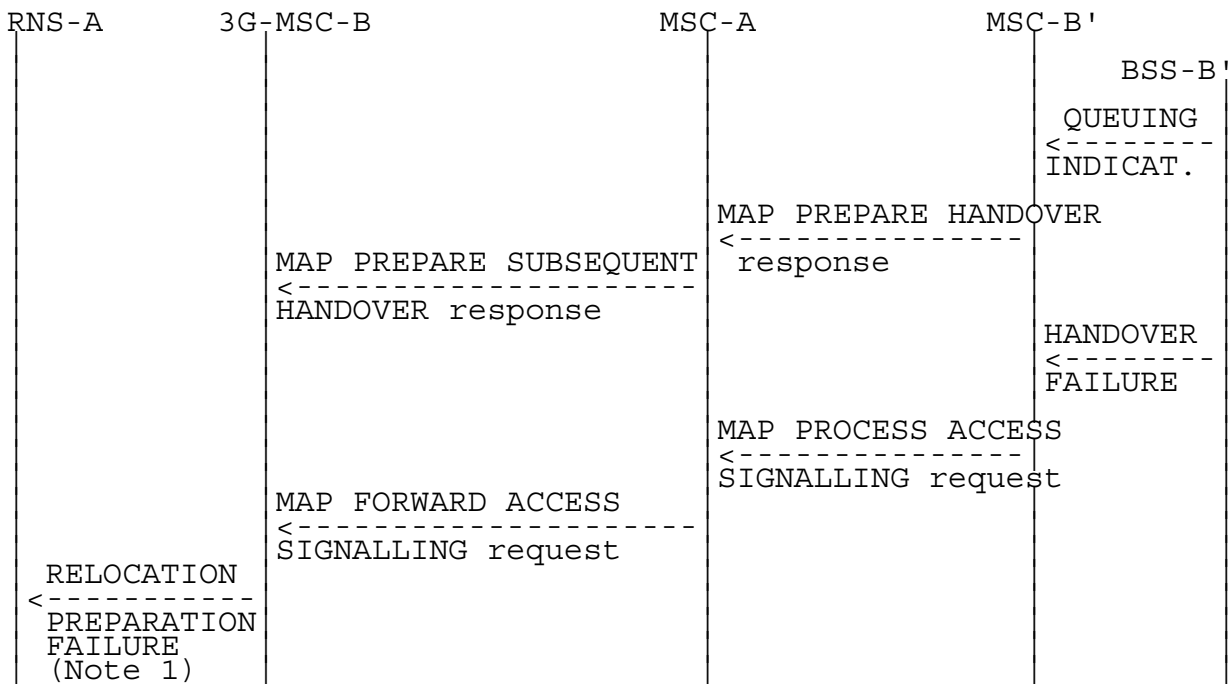 RNS-A 3G-MSC-B MSC-A MSC-B'
BSS-B'
QUEUING
INDICAT.
MAP PREPARE HANDOVER
response
MAP PREPARE SUBSEQUENT
HANDOVER response
HANDOVER
FAILURE
MAP PROCESS ACCESS
SIGNALLING request
MAP FORWARD ACCESS
SIGNALLING request
RELOCATION
PREPARATION
FAILURE
(Note 1)